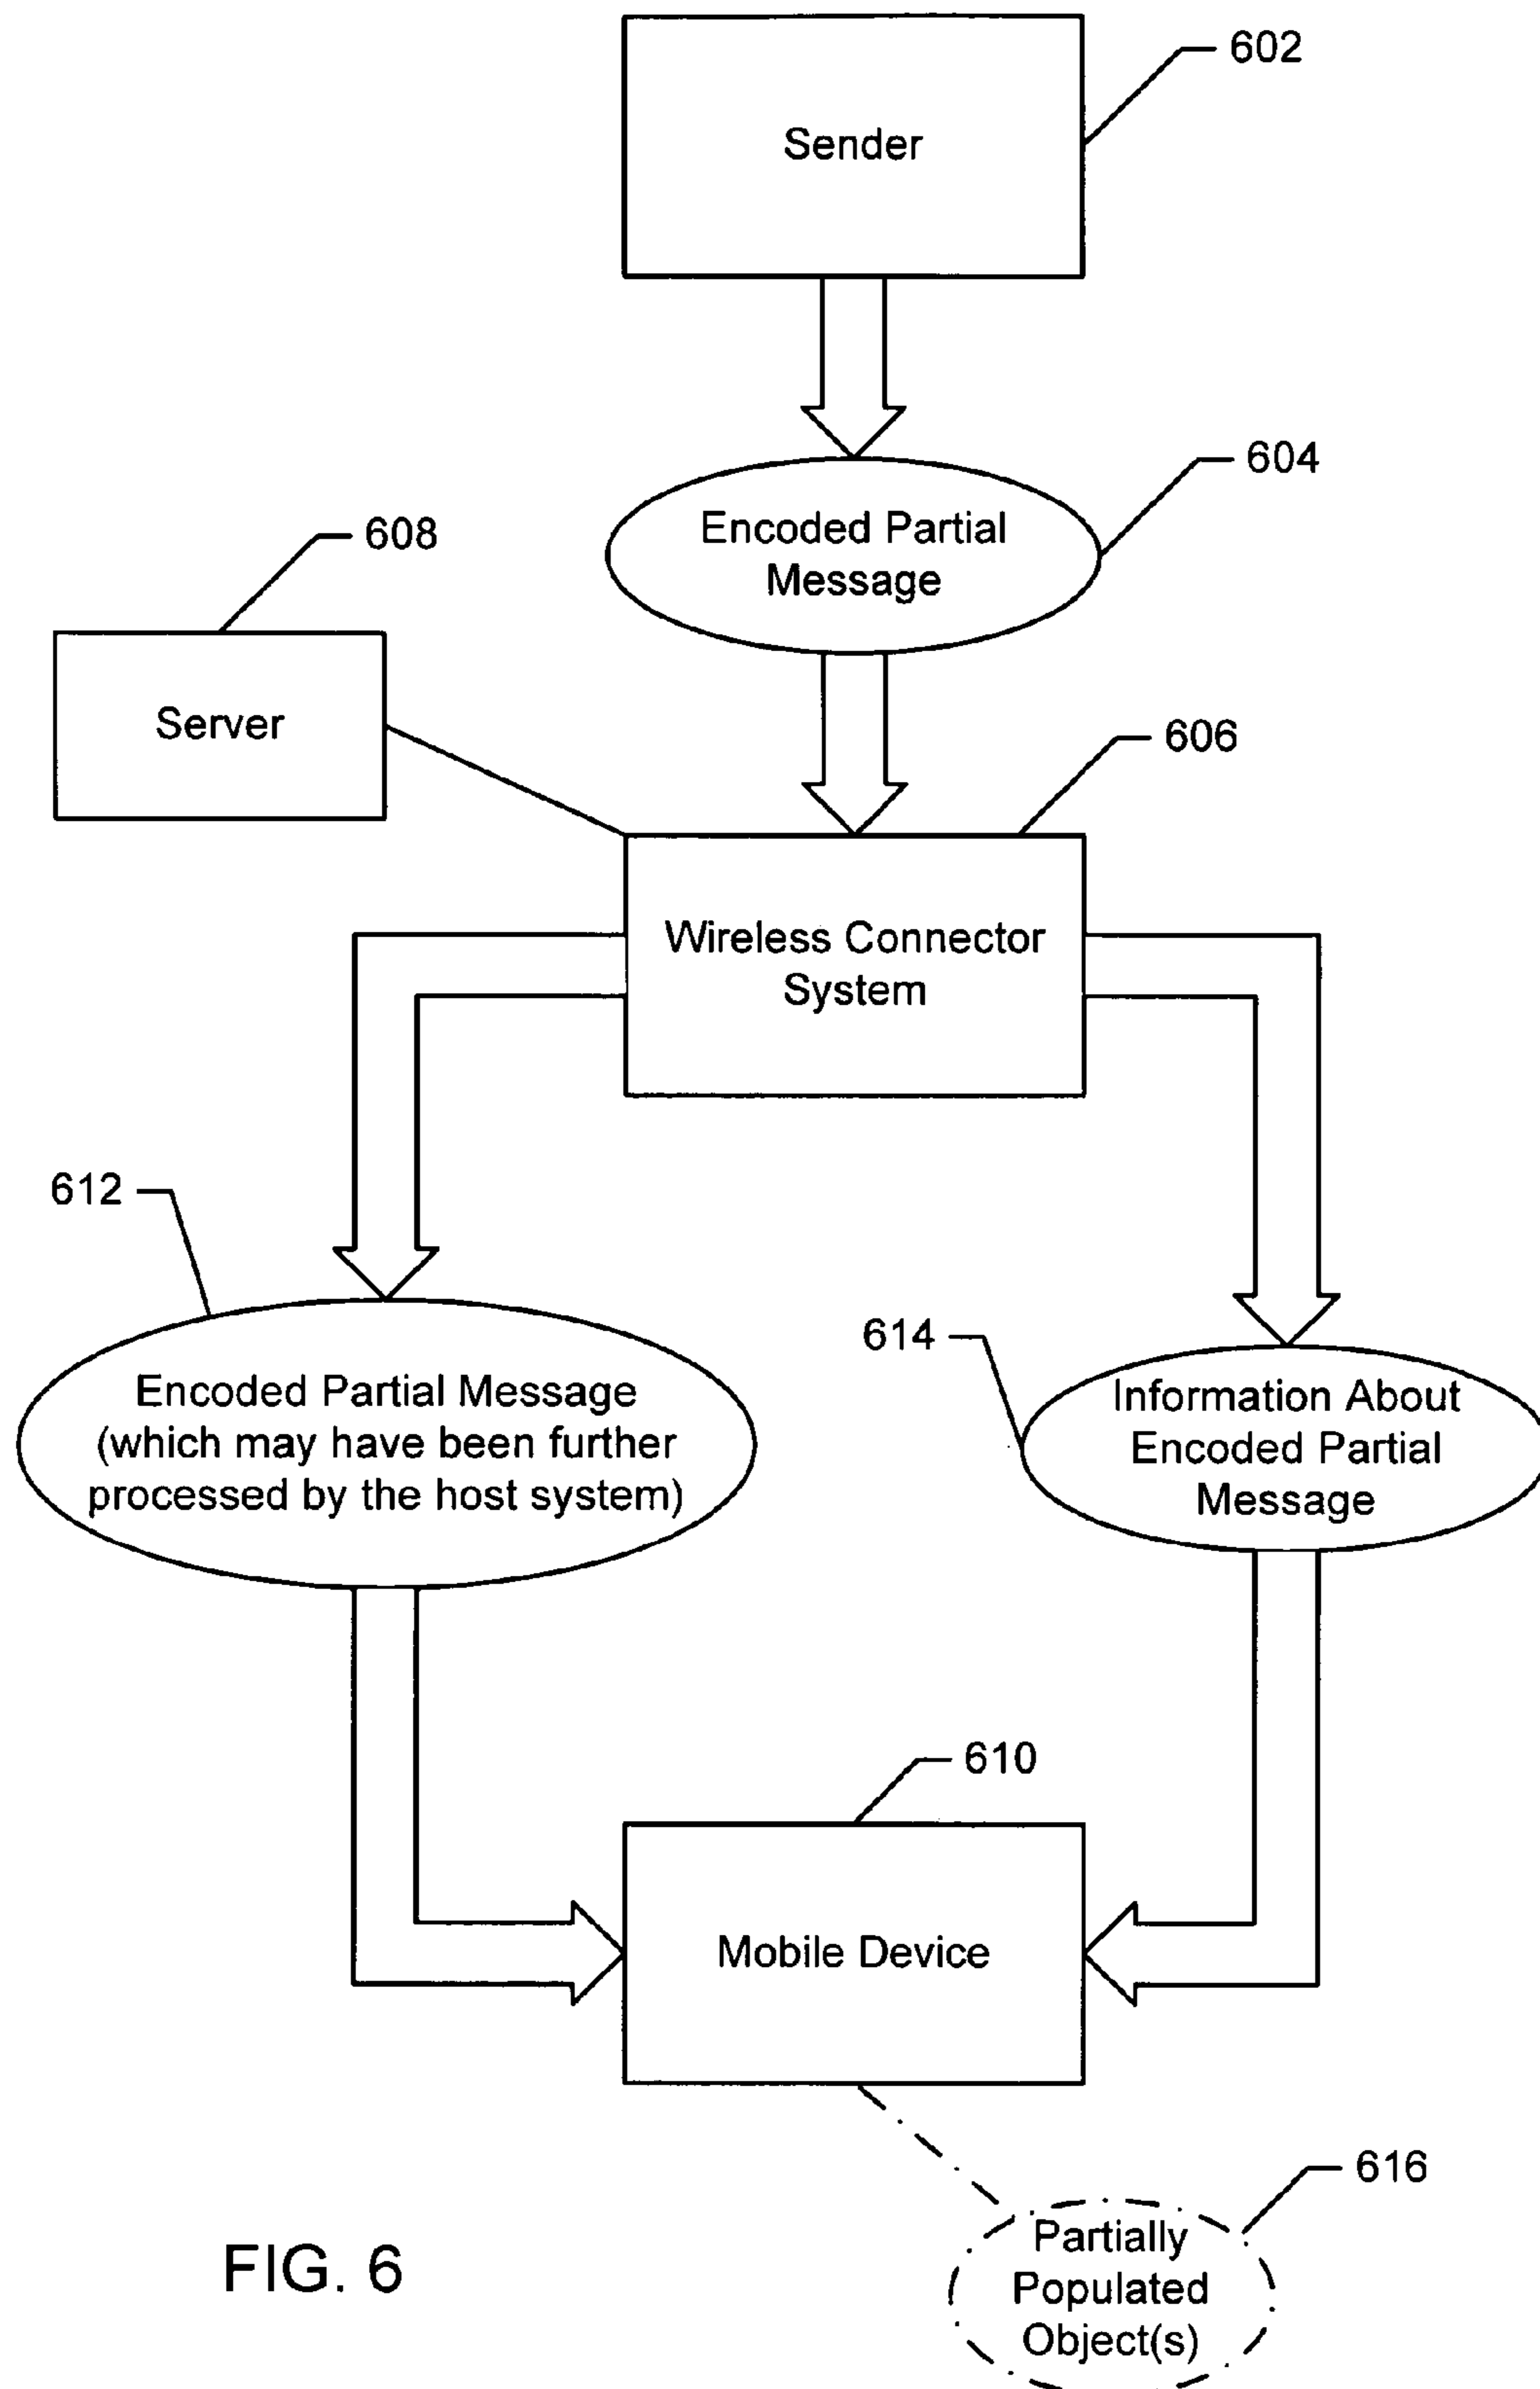 602
Sender
604
Encoded Partial
Message
608
Server
606
Wireless Connector
System
612
Encoded Partial Message
(which may have been further
processed by the host system)
614
Information About
Encoded Partial
Message
610
Mobile Device
616
Partially
Populated
Object(s)
FIG. 6